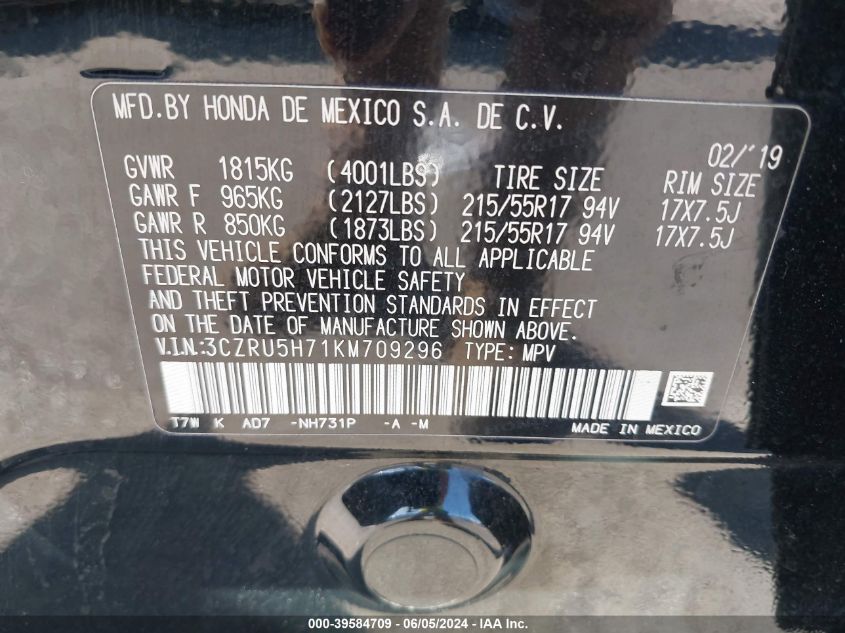 MFD.BY HONDA DE MEXICO S.A. DE C.V.
02/'19
GVWR 1815KG (4001LBS) TIRE SIZE RIM SIZE
GAWR F 965KG (2127LBS) 215/55R17 94V 17X7.5J
GAWR R 850KG (1873LBS) 215/55R17 94V 17X7.5J
THIS VEHICLE CONFORMS TO ALL APPLICABLE
FEDERAL MOTOR VEHICLE SAFETY
AND THEFT PREVENTION STANDARDS IN EFFECT
ON THE DATE OF MANUFACTURE SHOWN ABOVE.
V.I.N:3CZRU5H71KM709296 TYPE: MPV
T7W K AD7 -NH731P -A -M MADE IN MEXICO
000-39584709 - 06/05/2024 - IAA Inc.